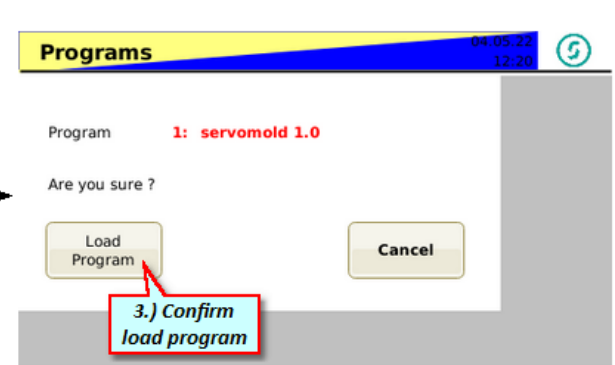 Programs
04.05.22
12:20
Program 1: servomold 1.0
Are you sure ?
Load
Program
Cancel
3.) Confirm
load program